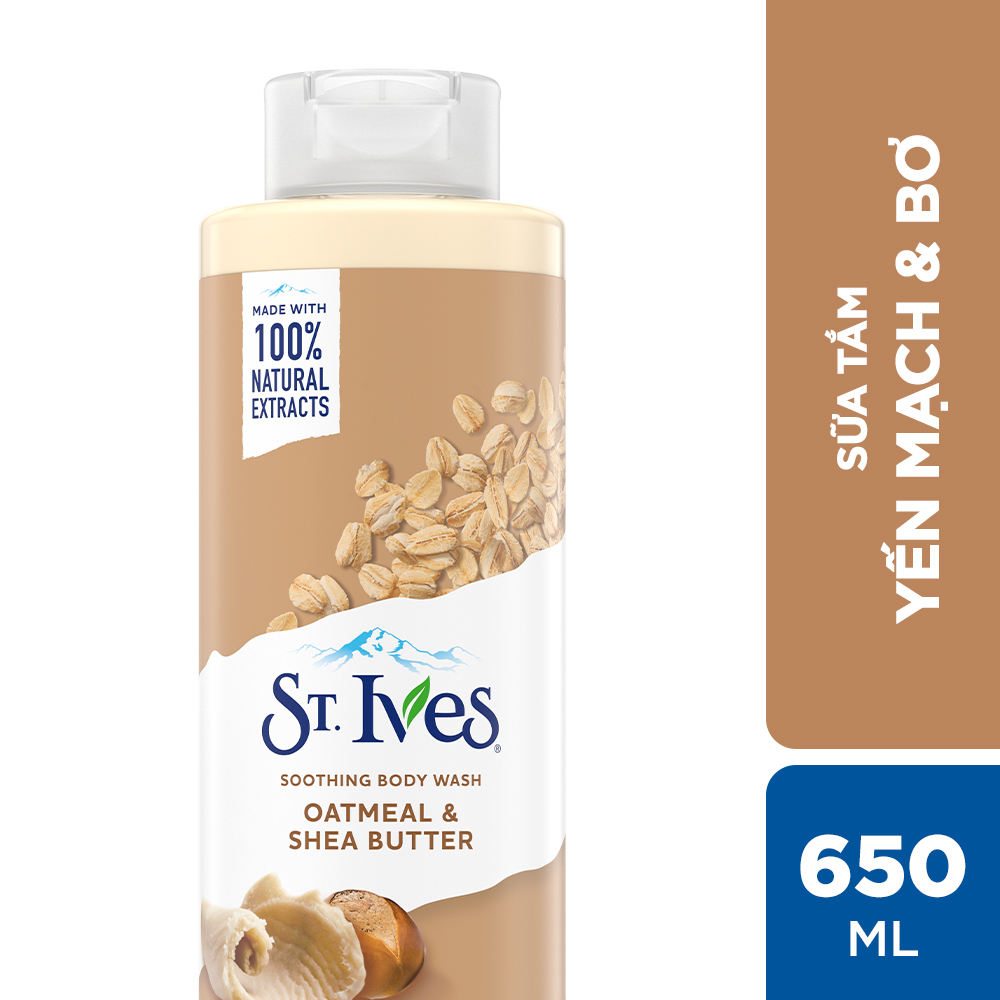 MADE WITH
100%
NATURAL
EXTRACTS
ST. IVES®
SOOTHING BODY WASH
OATMEAL &
SHEA BUTTER
SỮA TẮM
YẾN MẠCH & BƠ
650
ML